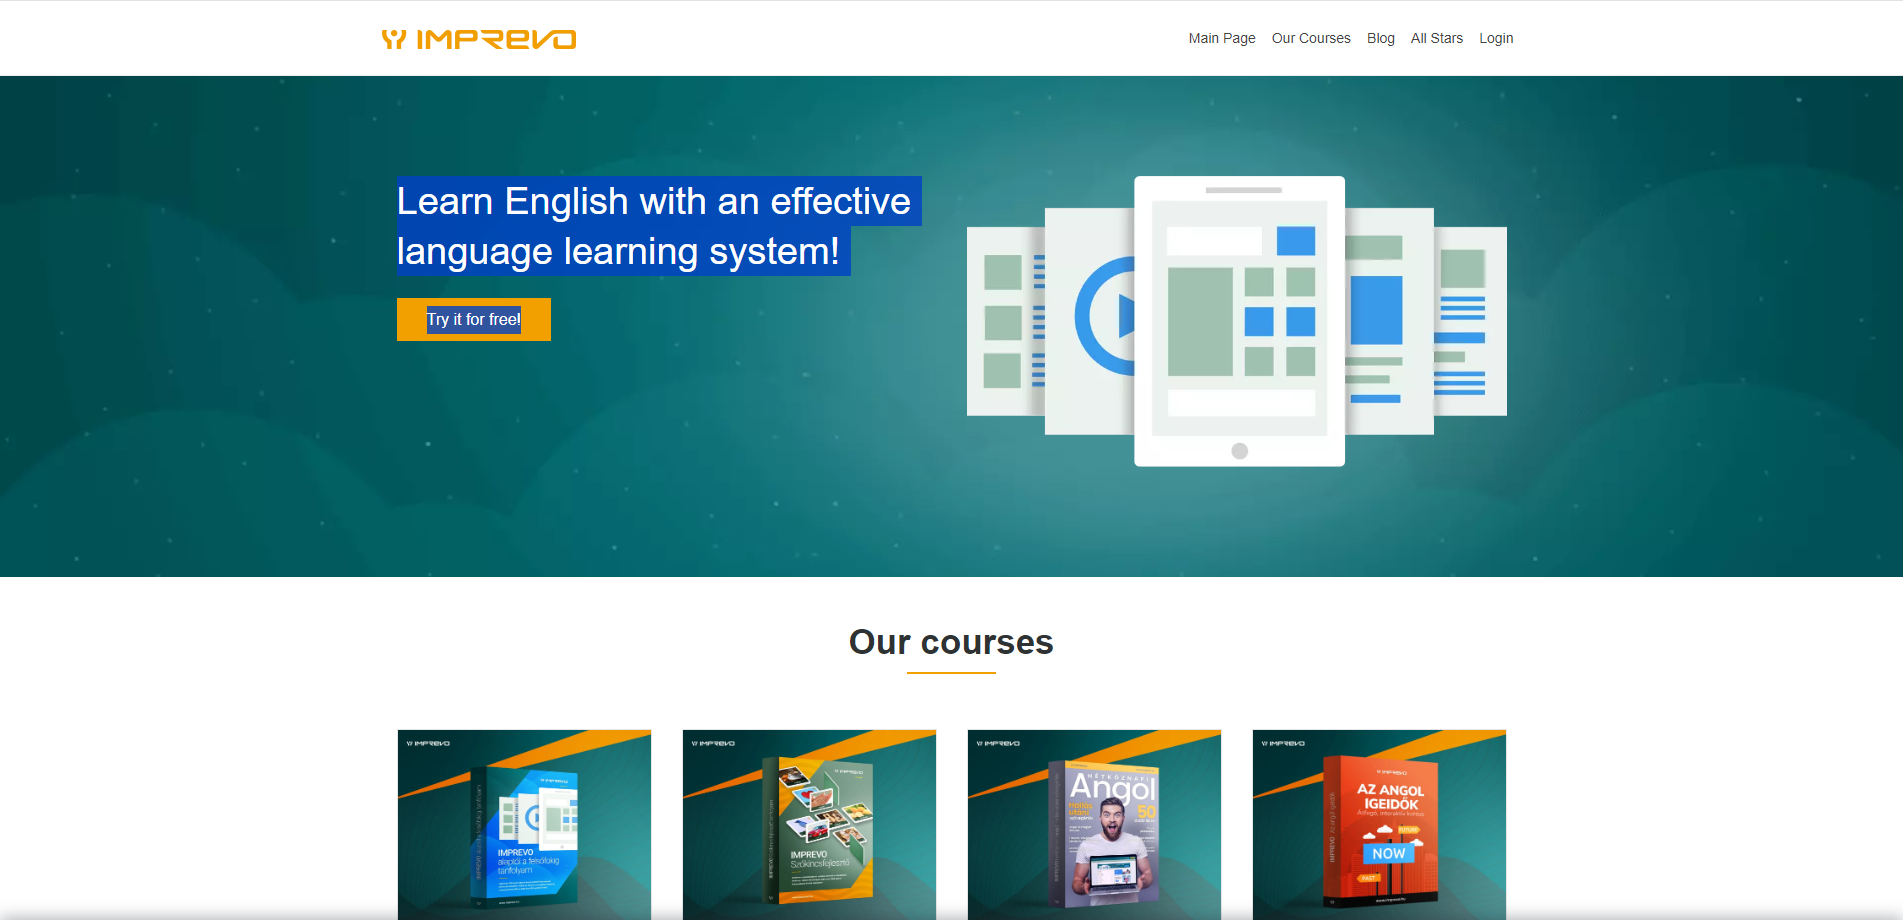 IMPREVO
Main Page Our Courses Blog All Stars Login
Learn English with an effective
language learning system!
Try it for free!
Our courses
IMPREVO
IMPREVO
alaptól a felsőfokig
tanfolyam
IMPREVO
IMPREVO
Szókincsfejlesztő
IMPREVO
HÉTKÖZNAPI
Angol
50
IMPREVO
IMPREVO
AZ ANGOL
IGEIDŐK
FUTURE
NOW
PAST